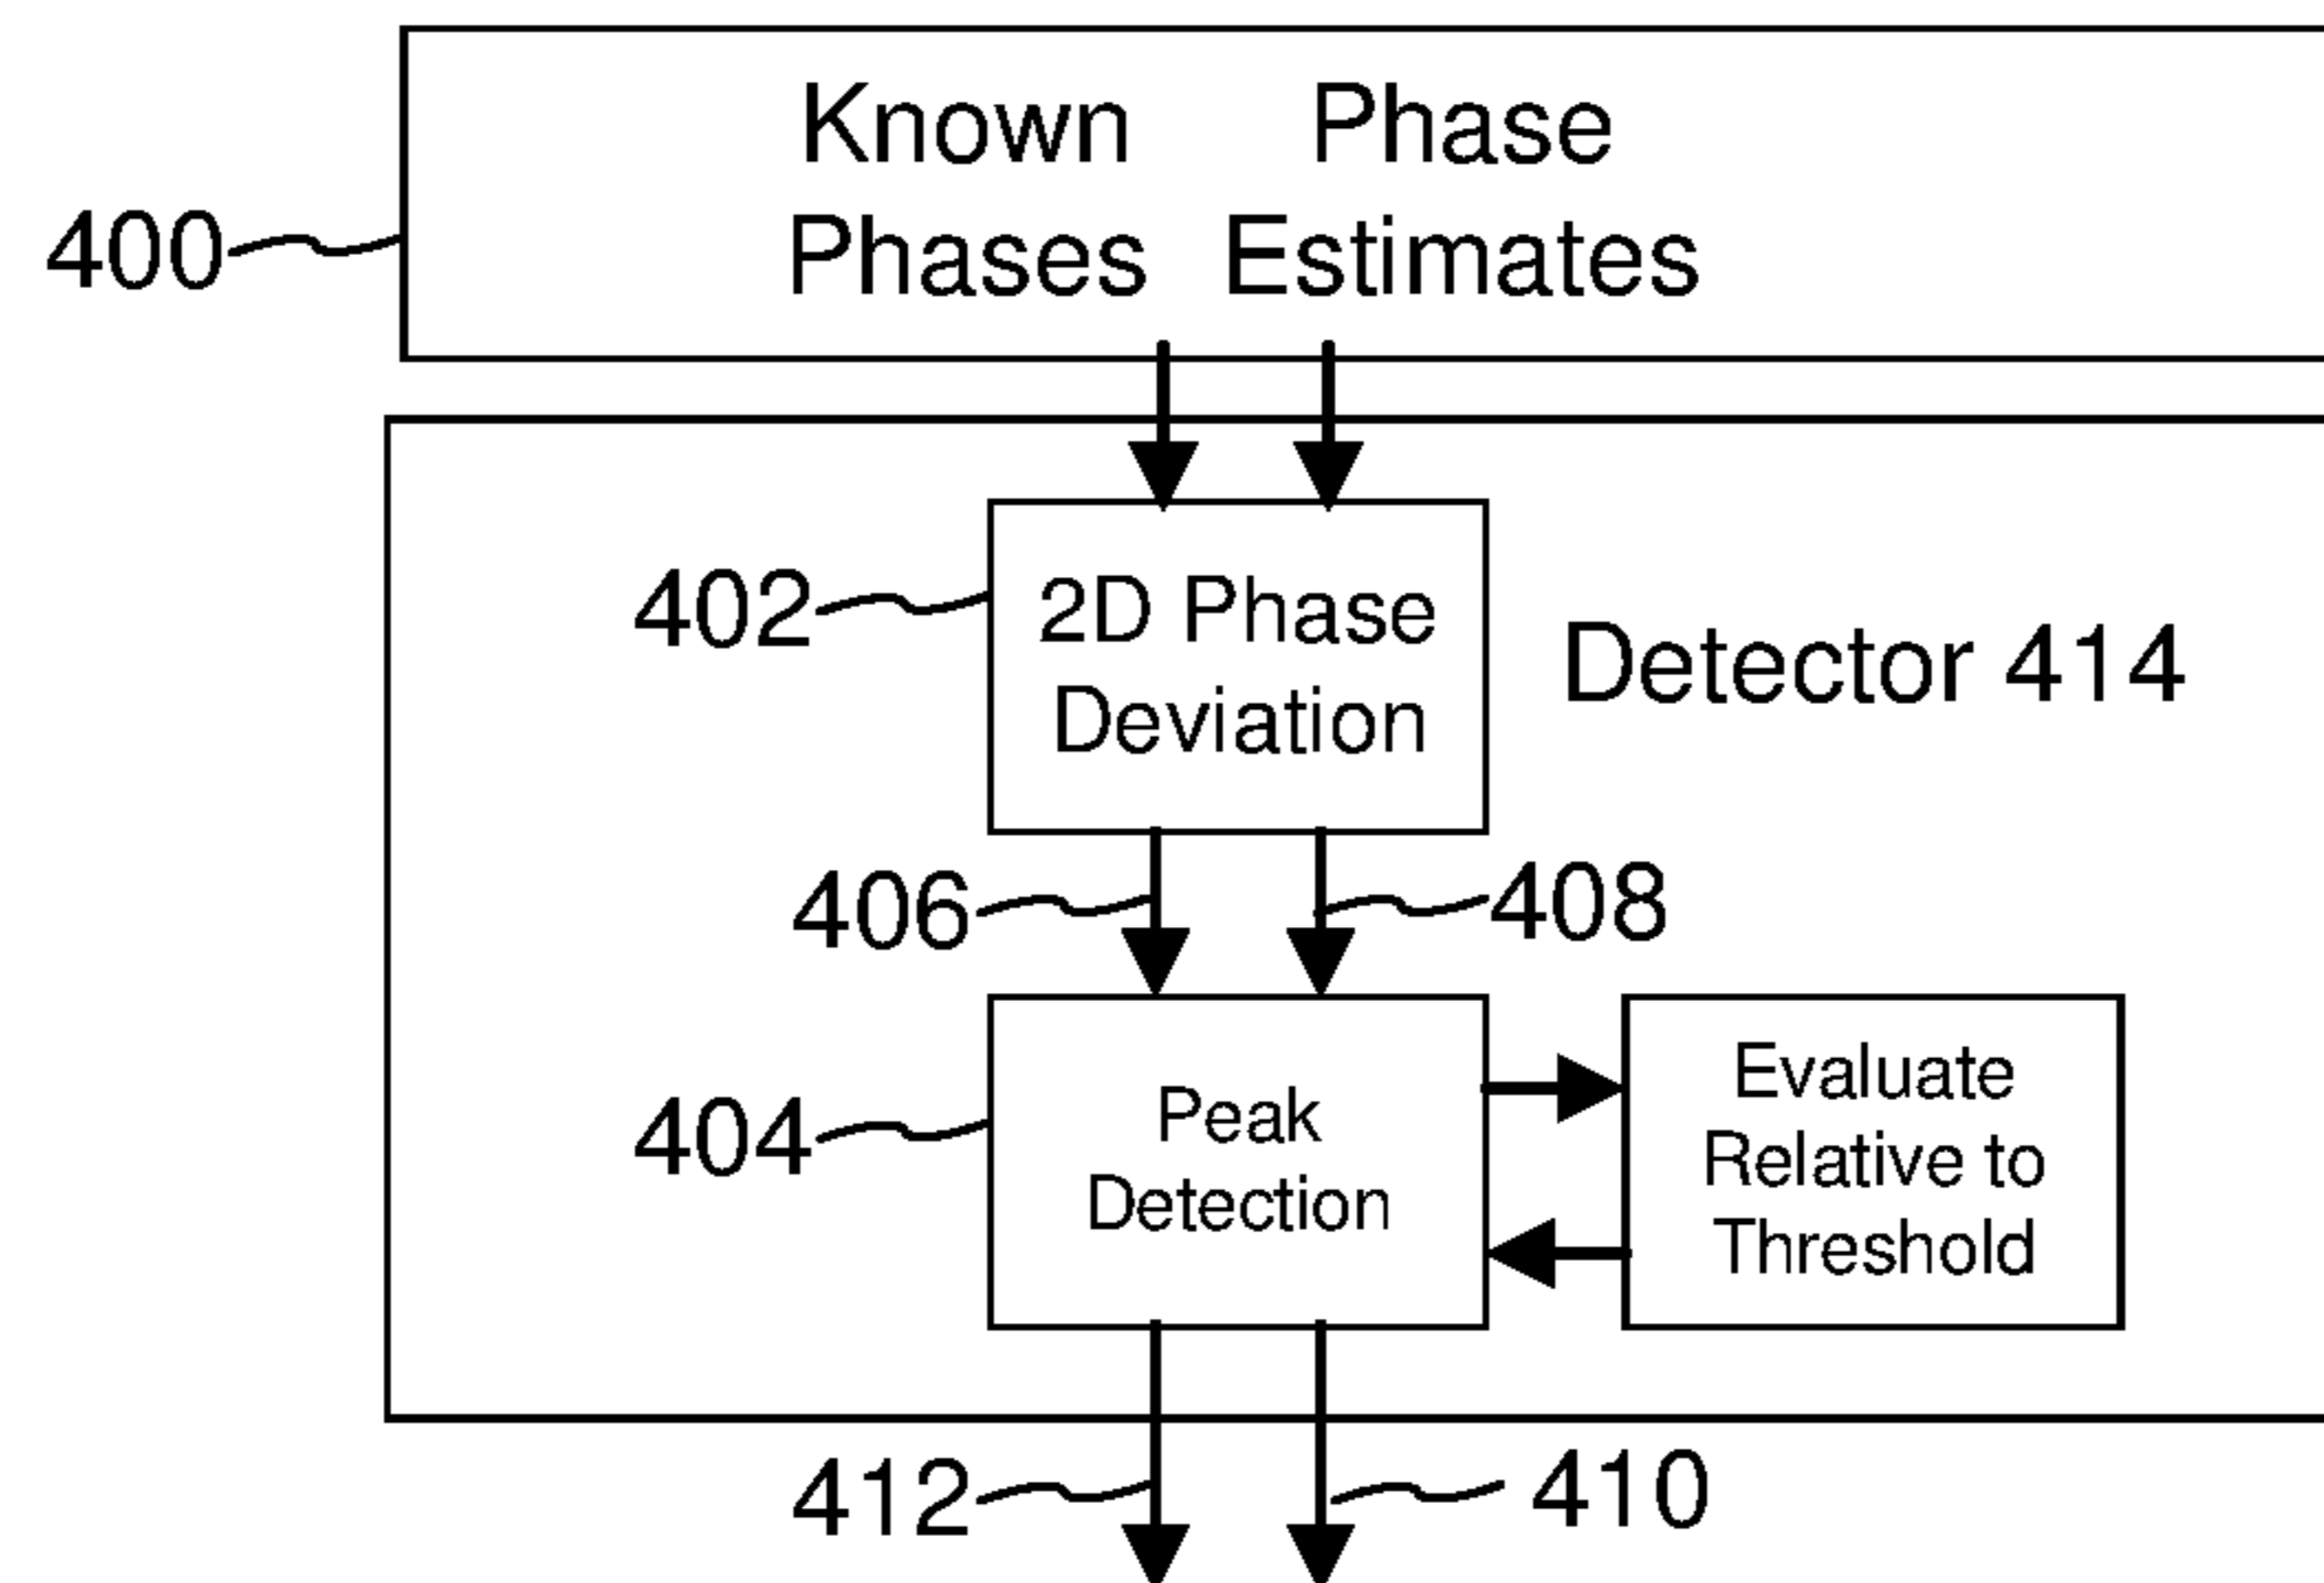 Known Phase
Phases Estimates
400
402
2D Phase
Deviation
Detector 414
406
408
404
Peak
Detection
Evaluate
Relative to
Threshold
412
410